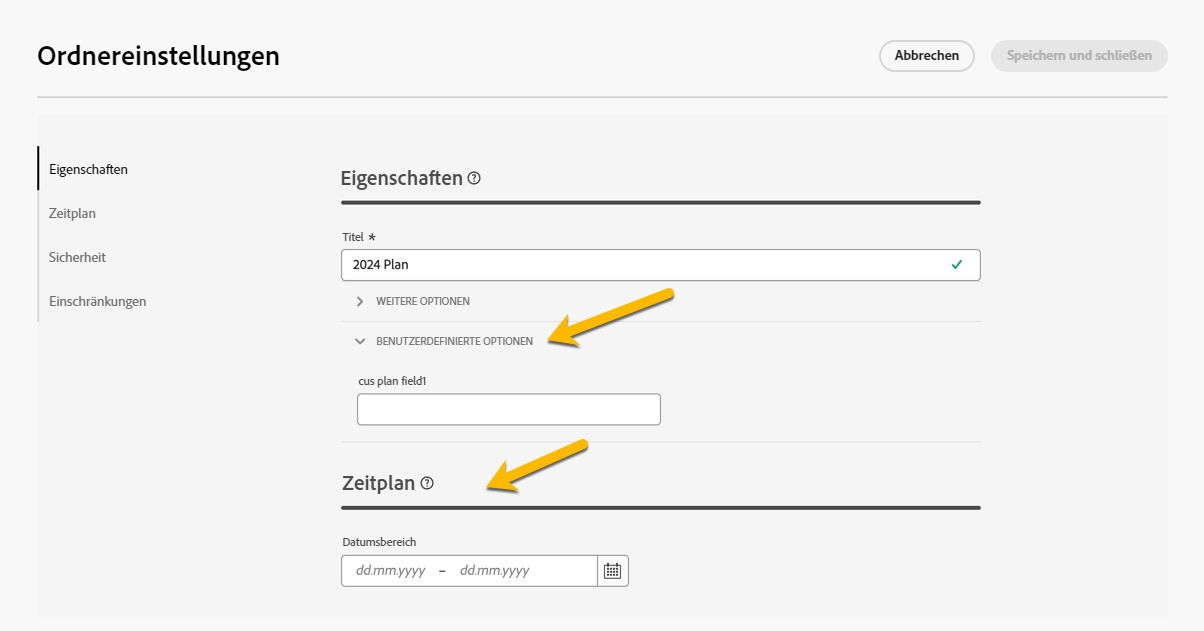 Ordnereinstellungen
Abbrechen
Speichern und schließen
Eigenschaften
Zeitplan
Sicherheit
Einschränkungen
Eigenschaften ?
Titel *
2024 Plan
WEITERE OPTIONEN
BENUTZERDEFINIERTE OPTIONEN
cus plan field1
Zeitplan ?
Datumsbereich
dd.mm.yyyy – dd.mm.yyyy